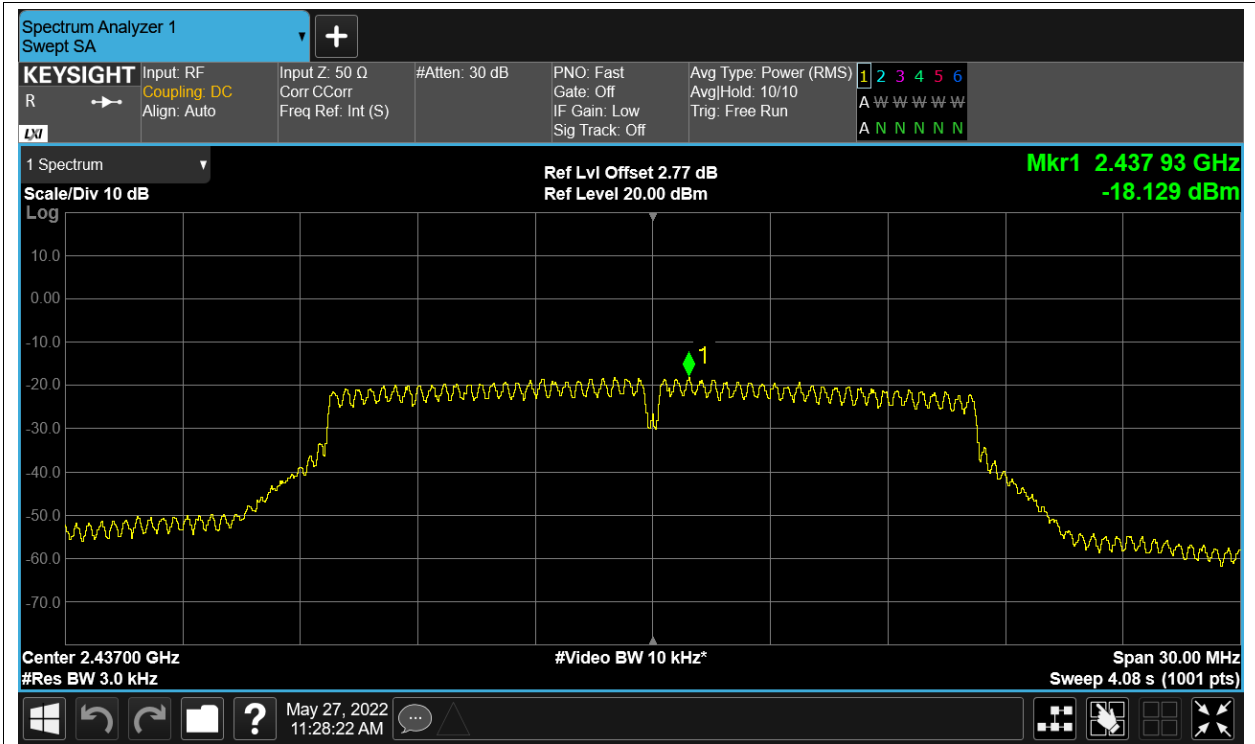 Spectrum Analyzer 1
Swept SA
KEYSIGHT Input: RF Input Z: 50 Ω #Atten: 30 dB PNO: Fast Avg Type: Power (RMS) 1 2 3 4 5 6
R Coupling: DC Corr CCorr Gate: Off Avg|Hold: 10/10 A W W W W W
Align: Auto Freq Ref: Int (S) IF Gain: Low Trig: Free Run
LXI Sig Track: Off A N N N N N
1 Spectrum Ref Lvl Offset 2.77 dB Mkr1 2.437 93 GHz
Scale/Div 10 dB Ref Level 20.00 dBm -18.129 dBm
Log
10.0
0.00
-10.0
1
-20.0
-30.0
-40.0
-50.0
-60.0
-70.0
Center 2.43700 GHz #Video BW 10 kHz* Span 30.00 MHz
#Res BW 3.0 kHz Sweep 4.08 s (1001 pts)
? May 27, 2022
11:28:22 AM